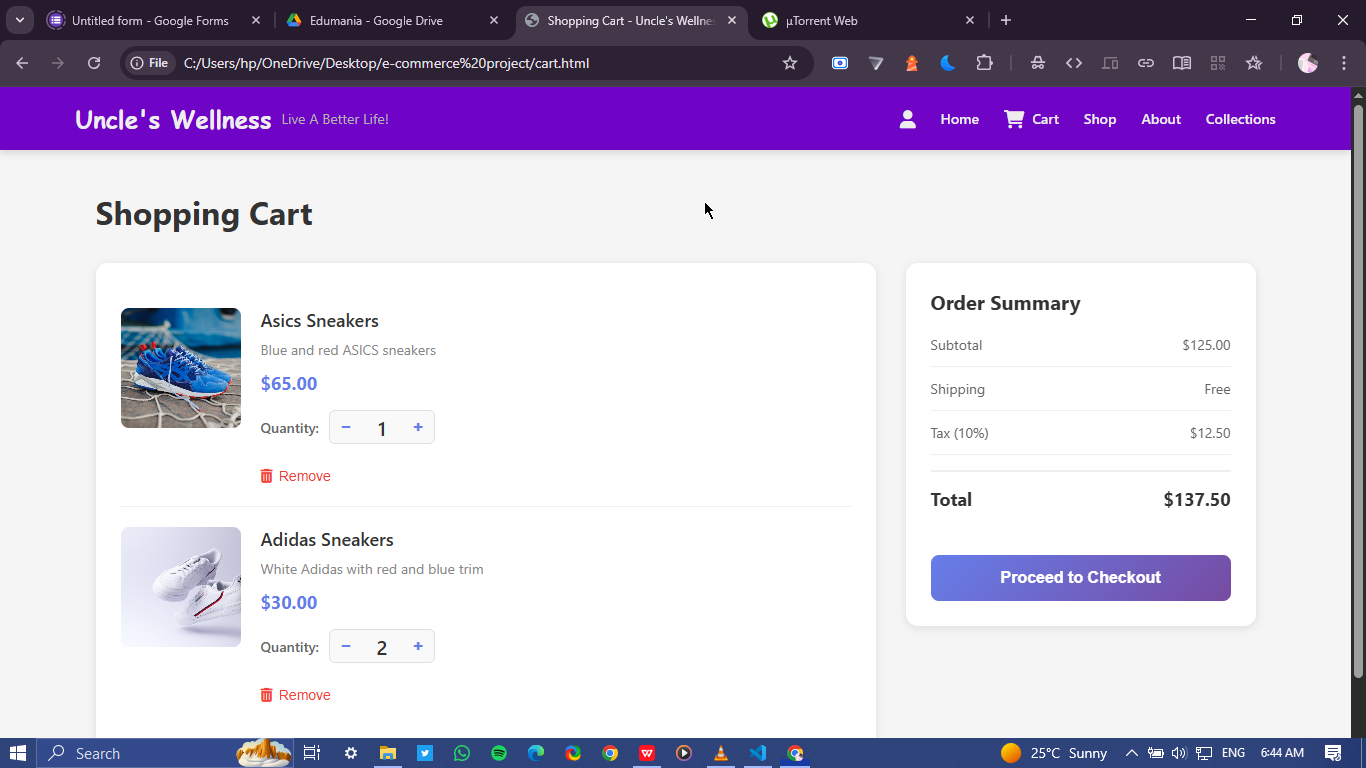 Untitled form - Google Forms
Edumania - Google Drive
Shopping Cart - Uncle's Wellne
µTorrent Web
File
C:/Users/hp/OneDrive/Desktop/e-commerce%20project/cart.html
Uncle's Wellness
Live A Better Life!
Home
Cart
Shop
About
Collections
Shopping Cart
Asics Sneakers
Blue and red ASICS sneakers
$65.00
Quantity: − 1 +
Remove
Adidas Sneakers
White Adidas with red and blue trim
$30.00
Quantity: − 2 +
Remove
Order Summary
Subtotal $125.00
Shipping Free
Tax (10%) $12.50
Total $137.50
Proceed to Checkout
Search
25°C Sunny
ENG
6:44 AM